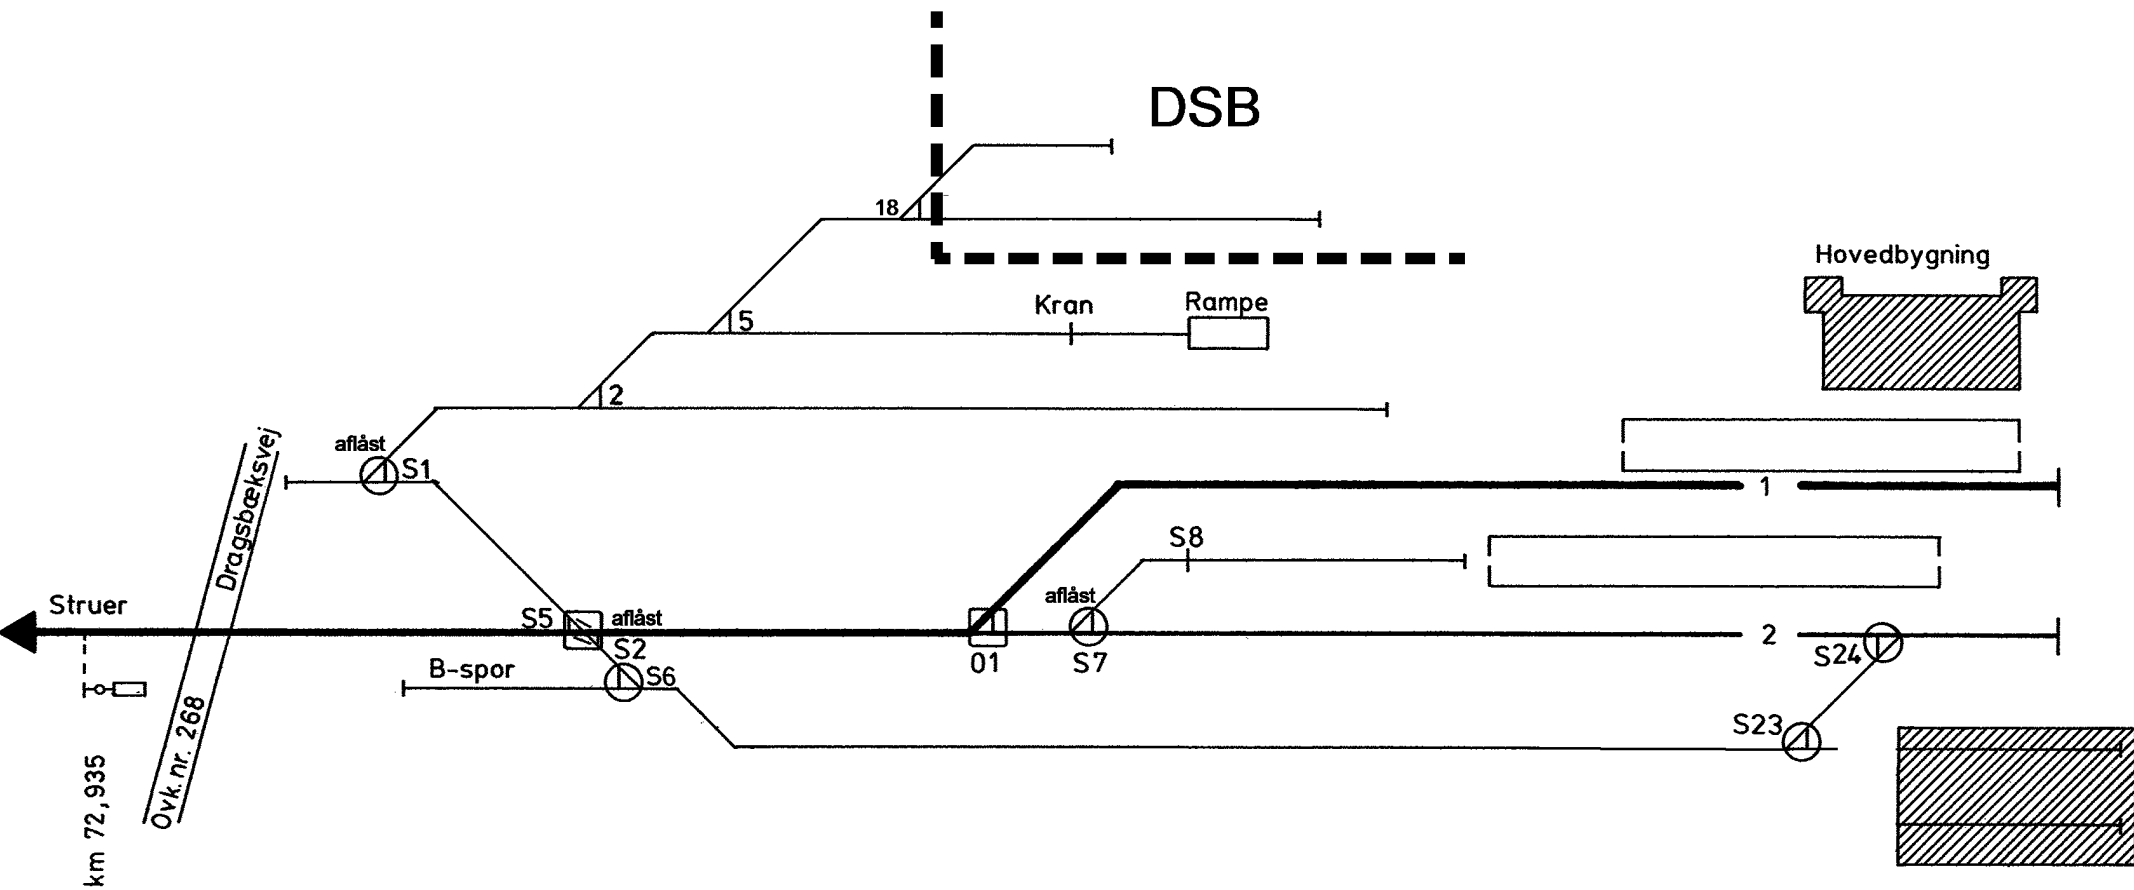 DSB
18
Hovedbygning
Kran
Rampe
5
2
aflåst
S1
Dragsbæksvej
1
S8
Struer
S5
aflåst
aflåst
S2
01
S7
2
S24
B-spor
S6
Ovk. nr. 268
S23
km 72,935